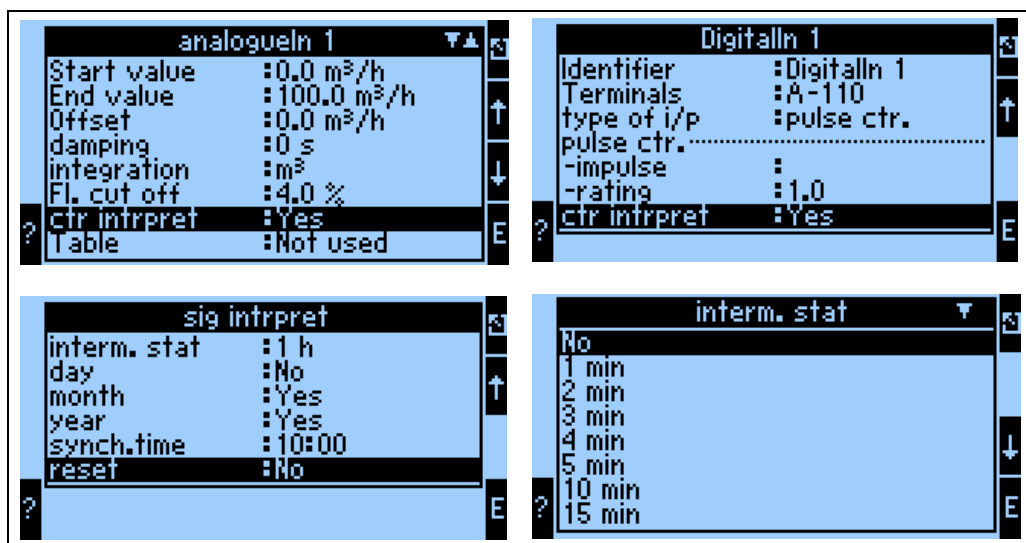 analogueIn 1
Start value :0.0 m³/h
End value :100.0 m³/h
Offset :0.0 m³/h
damping :0 s
integration :m³
Fl. cut off :4.0 %
ctr intrpret :Yes
Table :Not used
? E
DigitalIn 1
Identifier :DigitalIn 1
Terminals :A-110
type of i/p :pulse ctr.
pulse ctr.
-impulse :
-rating :1.0
ctr intrpret :Yes
? E
sig intrpret
interm. stat :1 h
day :No
month :Yes
year :Yes
synch.time :10:00
reset :No
? E
interm. stat
No
1 min
2 min
3 min
4 min
5 min
10 min
15 min
? E